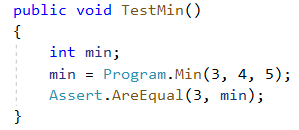 public void TestMin()
{
    int min;
    min = Program.Min(3, 4, 5);
    Assert.AreEqual(3, min);
}